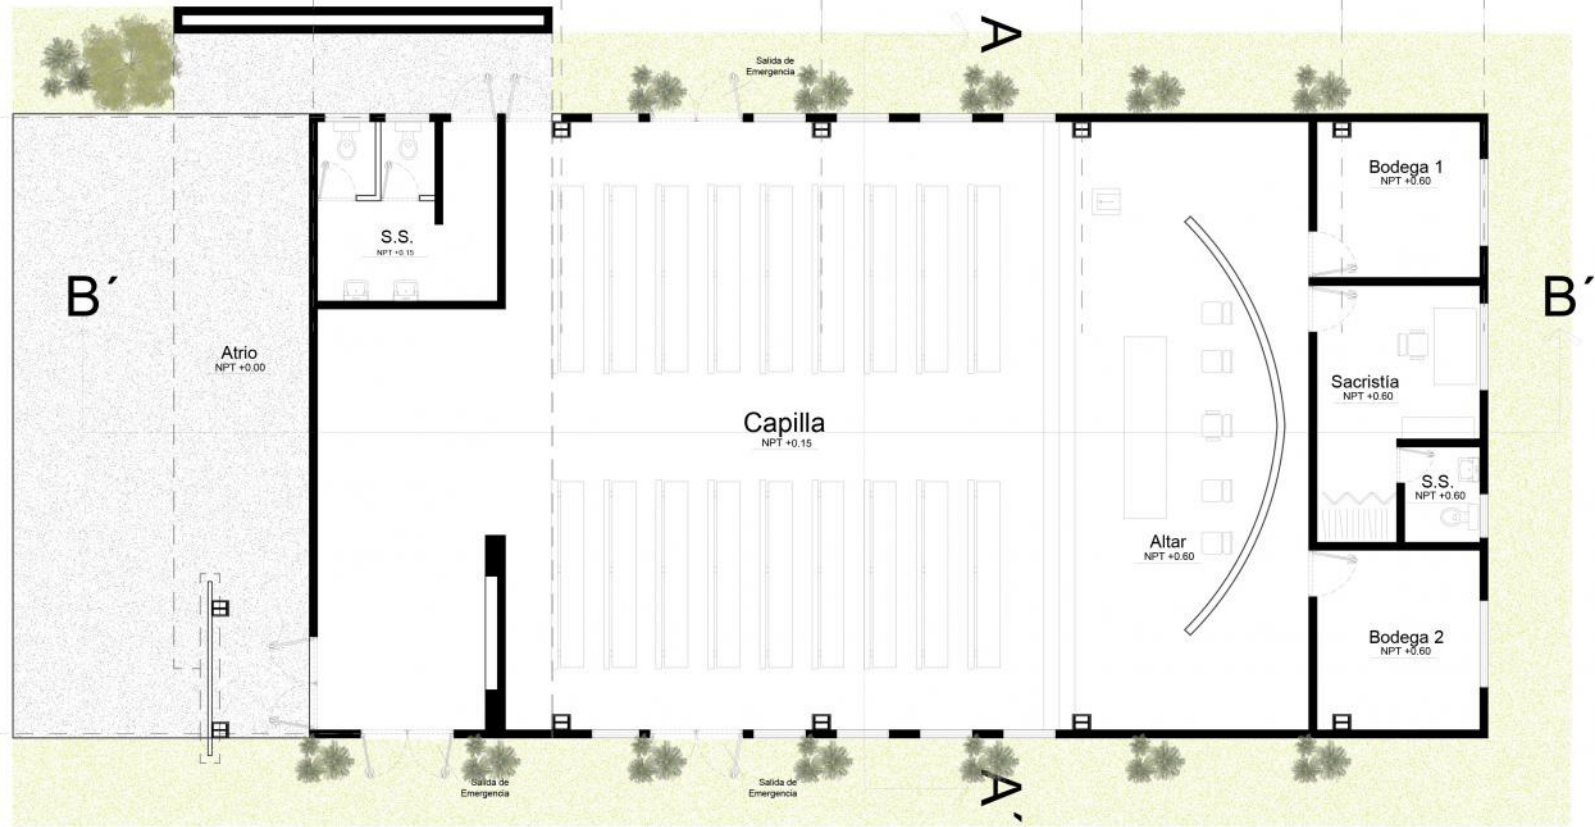 A
Salida de
Emergencia
Bodega 1
NPT +0.60
S.S.
NPT +0.15
B´
B´
Atrio
NPT +0.00
Sacristía
NPT +0.60
Capilla
NPT +0.15
S.S.
NPT +0.60
Altar
NPT +0.60
Bodega 2
NPT +0.60
Salida de
Emergencia
Salida de
Emergencia
A´